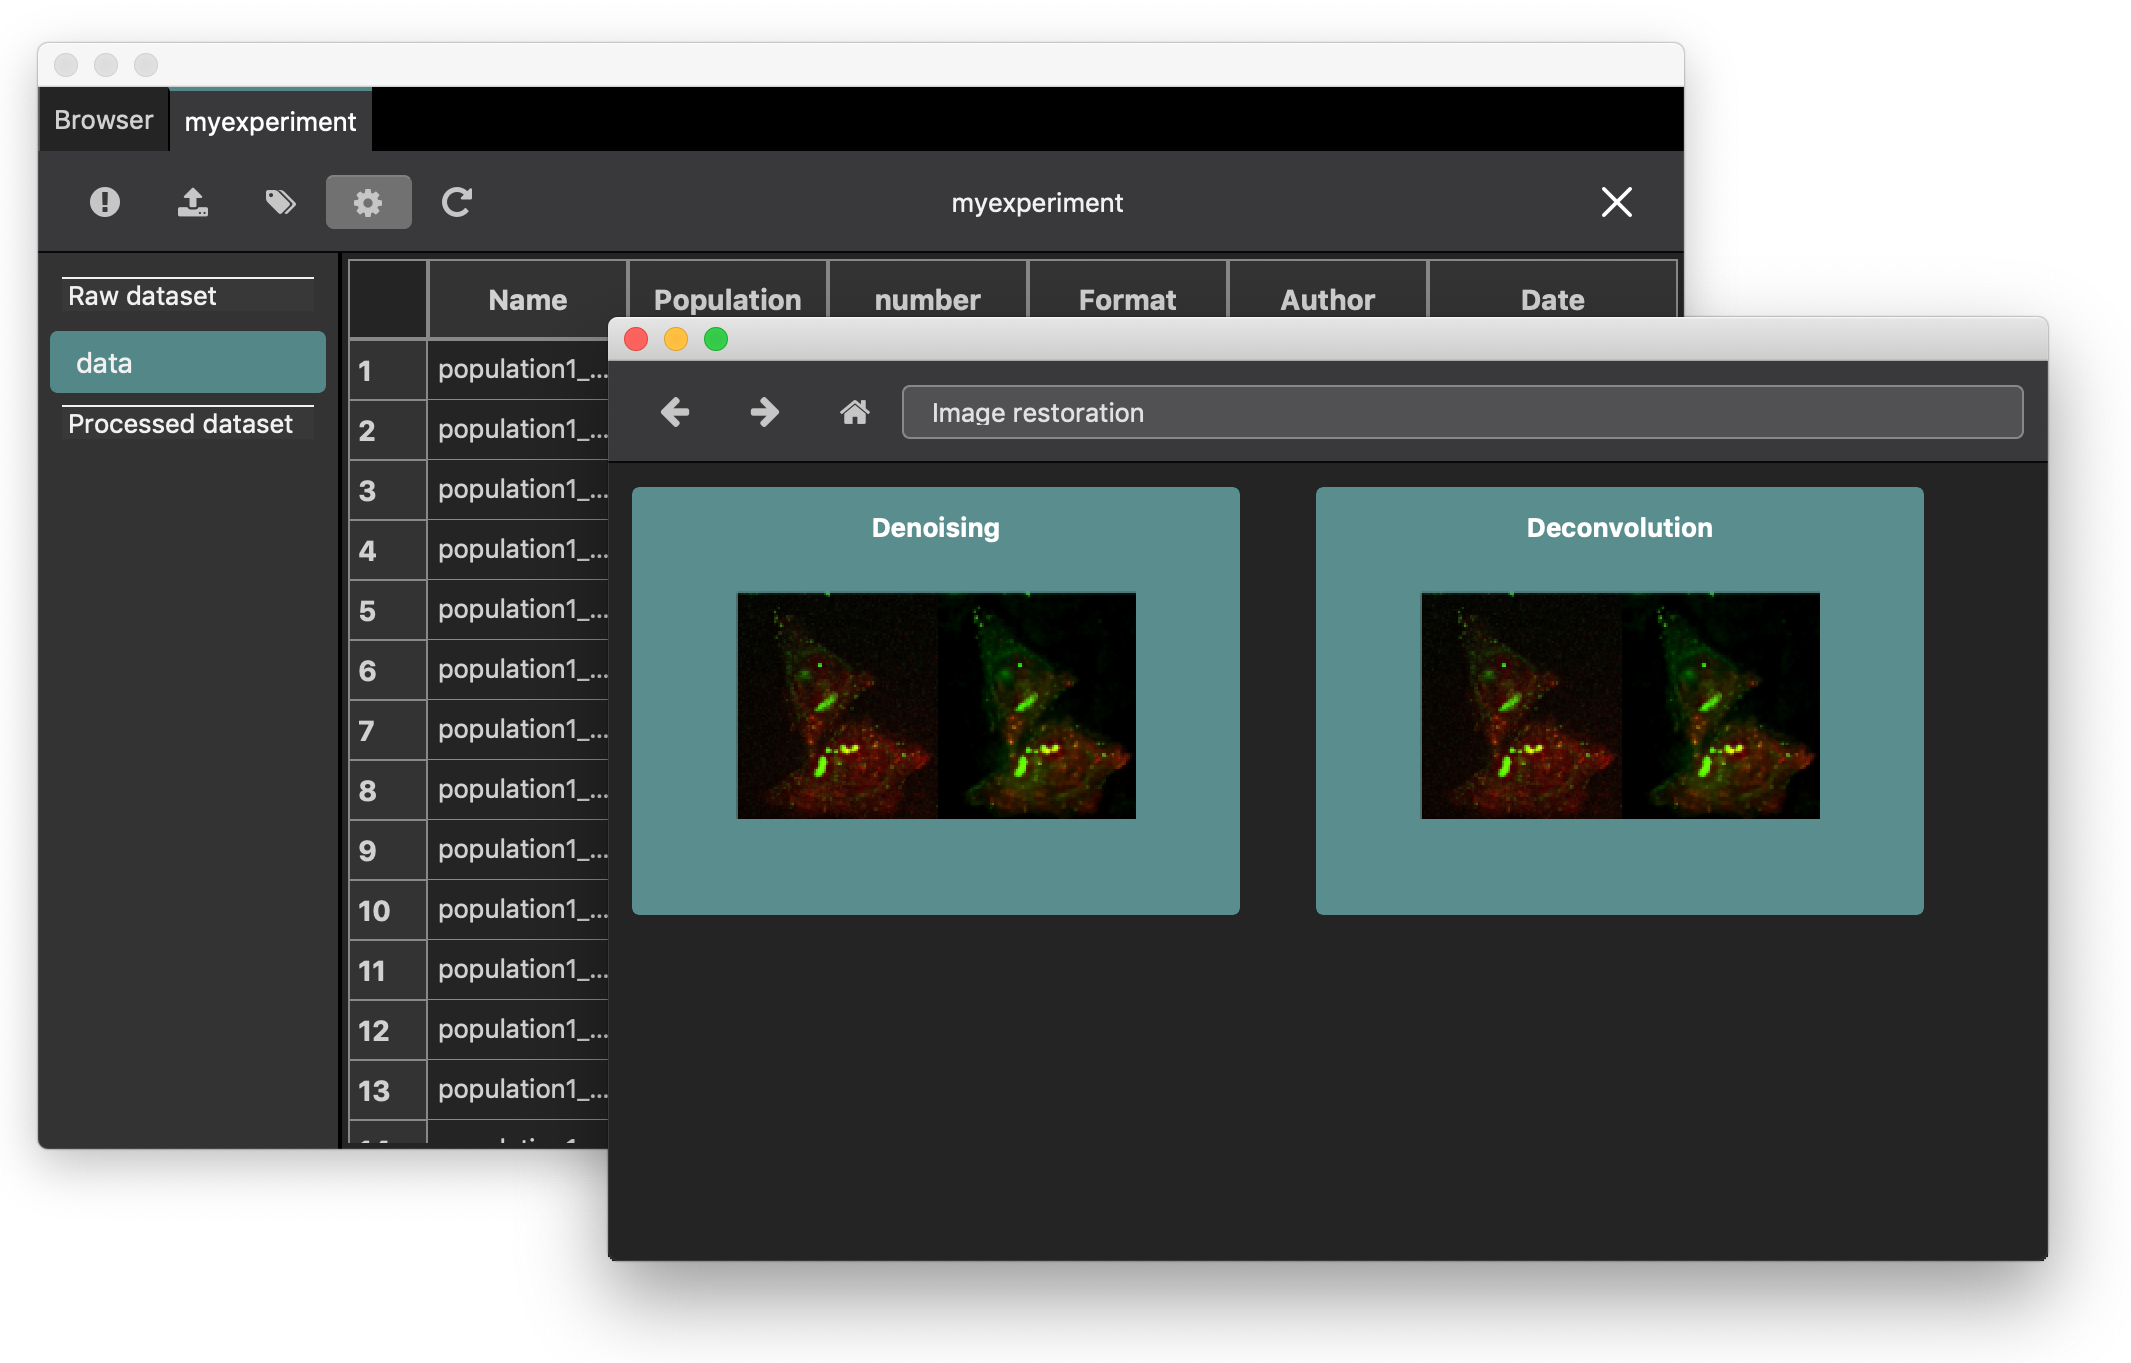 Browser
myexperiment
myexperiment
Raw dataset
data
Processed dataset
Name Population number Format Author Date
1 population1_...
2 population1_...
3 population1_...
4 population1_...
5 population1_...
6 population1_...
7 population1_...
8 population1_...
9 population1_...
10 population1_...
11 population1_...
12 population1_...
13 population1_...
Image restoration
Denoising
Deconvolution